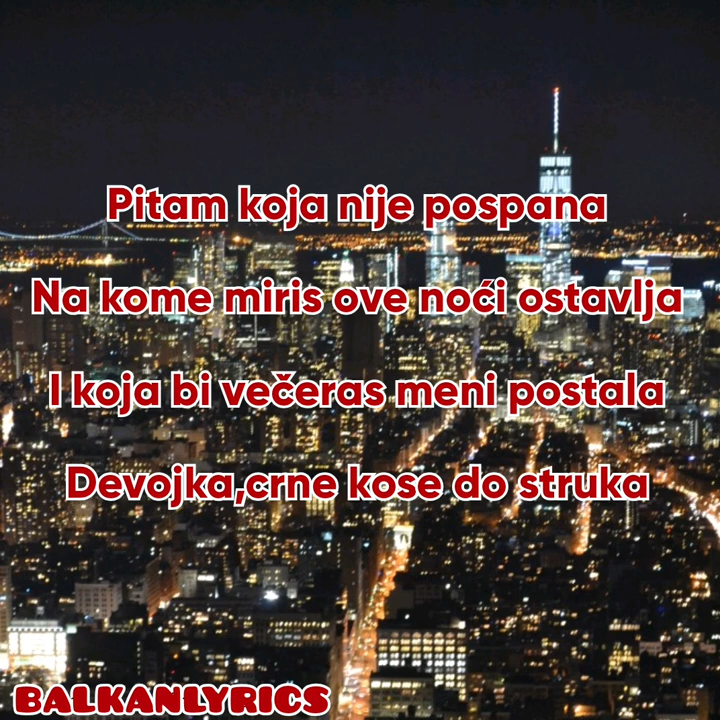 Pitam koja nije pospana
Na kome miris ove noći ostavlja
I koja bi večeras meni postala
Devojka,crne kose do struka
BALKANLYRICS